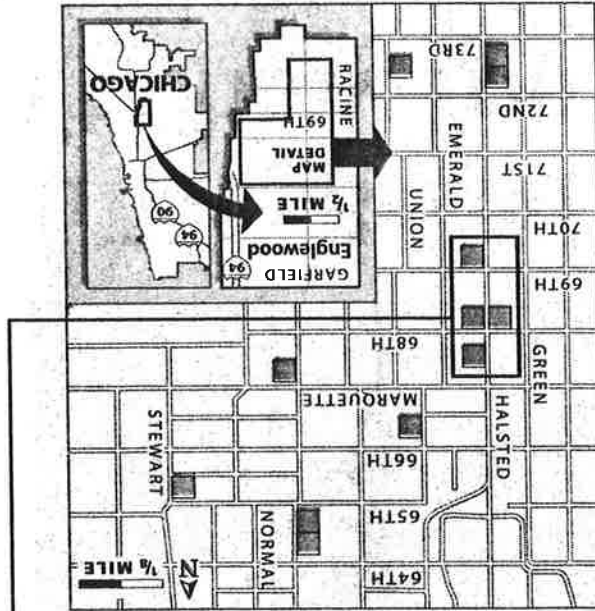 1/8 MILE
N
64TH
NORMAL
65TH
STEWART
66TH
HALSTED
MARQUETTE
GREEN
68TH
69TH
70TH
UNION
EMERALD
71ST
72ND
73RD
GARFIELD
94
Englewood
1/2 MILE
MAP
DETAIL
69TH
RACINE
94
90
CHICAGO